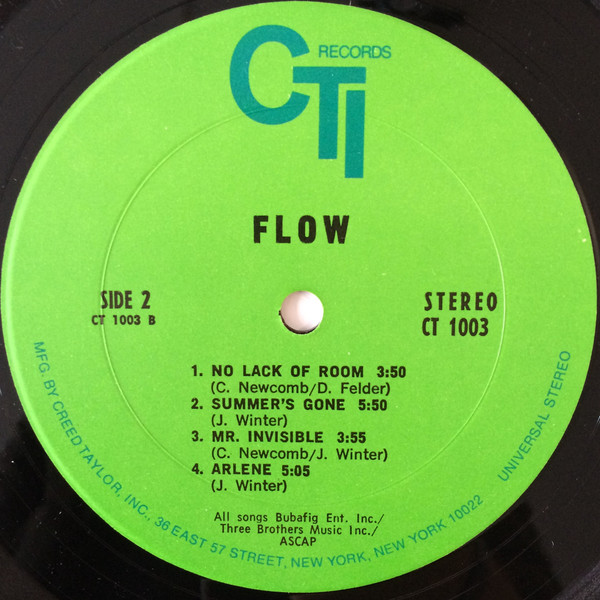 CTI RECORDS
FLOW
SIDE 2
CT 1003 B
STEREO
CT 1003
1. NO LACK OF ROOM 3:50
(C. Newcomb/D. Felder)
2. SUMMER'S GONE 5:50
(J. Winter)
3. MR. INVISIBLE 3:55
(C. Newcomb/J. Winter)
4. ARLENE 5:05
(J. Winter)
All songs Bubafig Ent. Inc./
Three Brothers Music Inc./
ASCAP
MFG. BY CREED TAYLOR, INC., 36 EAST 57 STREET, NEW YORK, NEW YORK 10022
UNIVERSAL STEREO